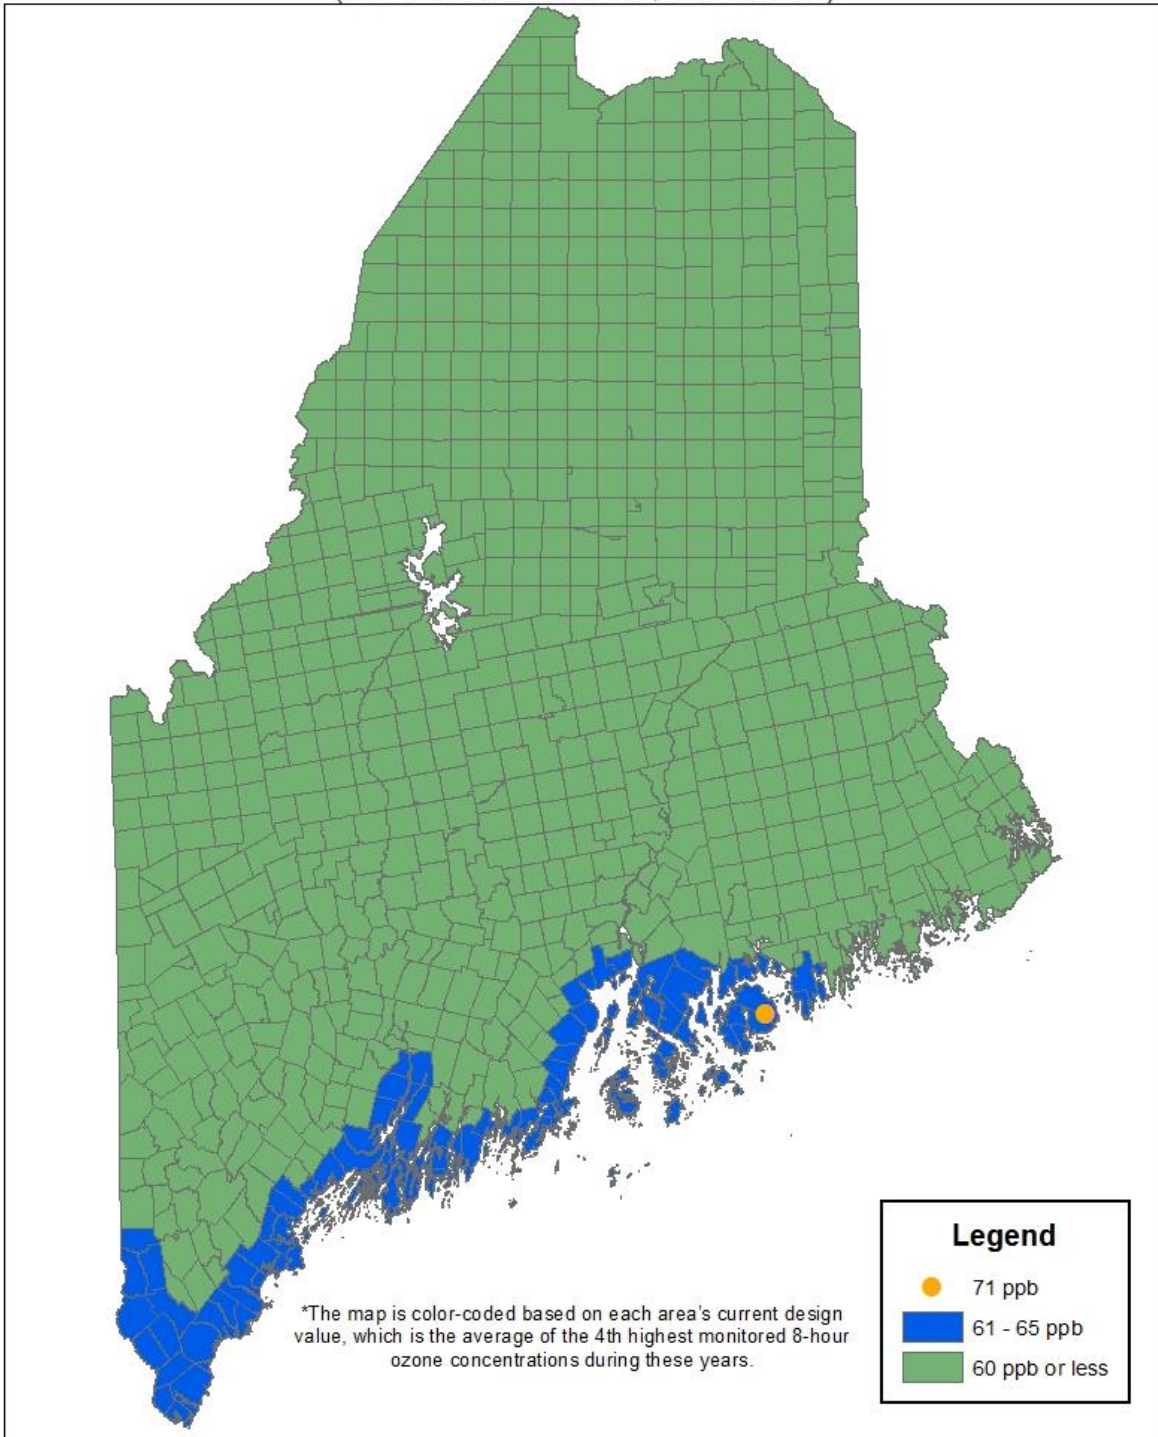 *The map is color-coded based on each area's current design
value, which is the average of the 4th highest monitored 8-hour
ozone concentrations during these years.
Legend
71 ppb
61 - 65 ppb
60 ppb or less